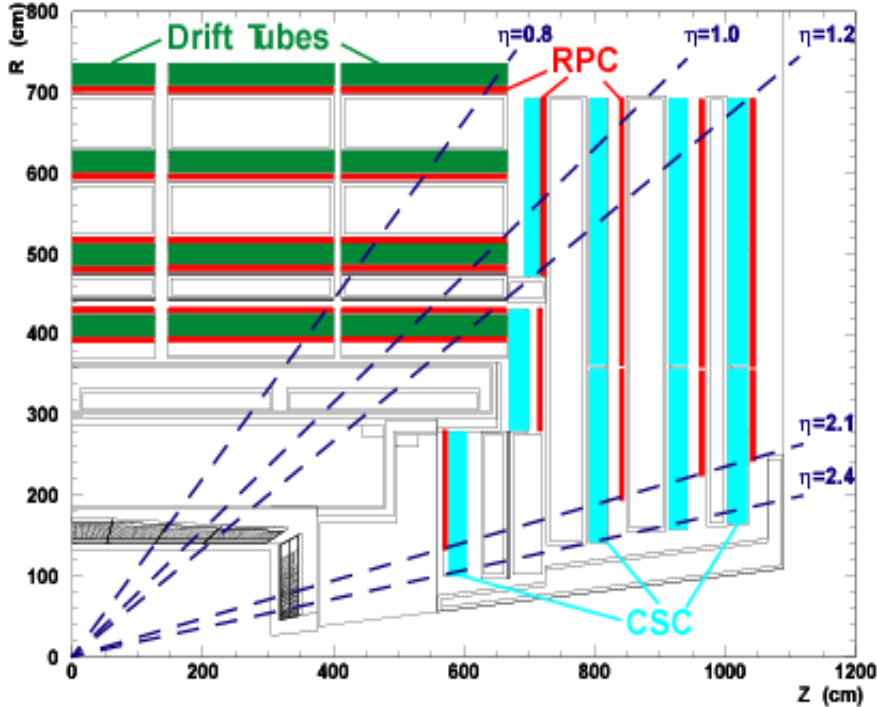 800
R (cm)
700
600
500
400
300
200
100
0
Drift Tubes
η=0.8
η=1.0
η=1.2
RPC
η=2.1
η=2.4
CSC
0
200
400
600
800
1000
1200
Z (cm)